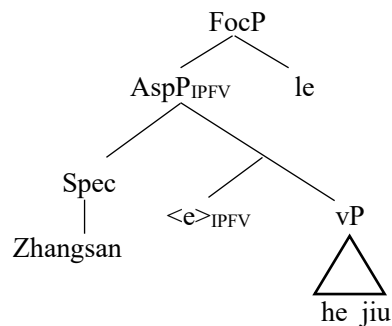 FocP
AspPIPFV le
Spec
<e>IPFV vP
Zhangsan
he jiu